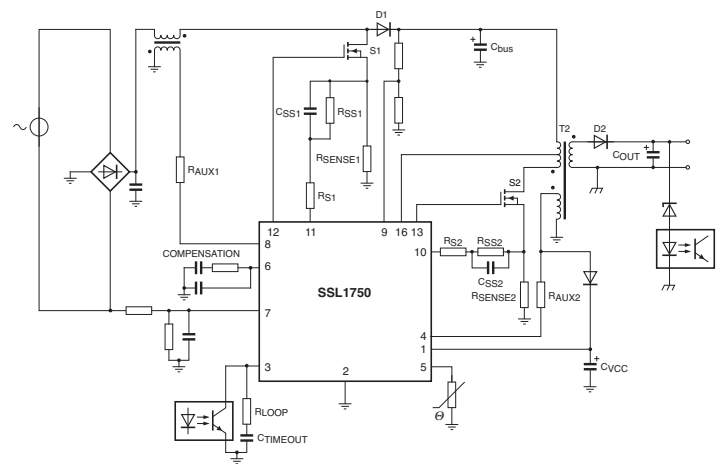 D1
S1
Cbus
CSS1
RSS1
T2
D2
COUT
RSENSE1
RAUX1
S2
RS1
12
11
9
16
13
8
10
RS2
RSS2
COMPENSATION
6
CSS2
SSL1750
RSENSE2
RAUX2
7
4
1
3
2
5
CVCC
RLOOP
Θ
CTIMEOUT